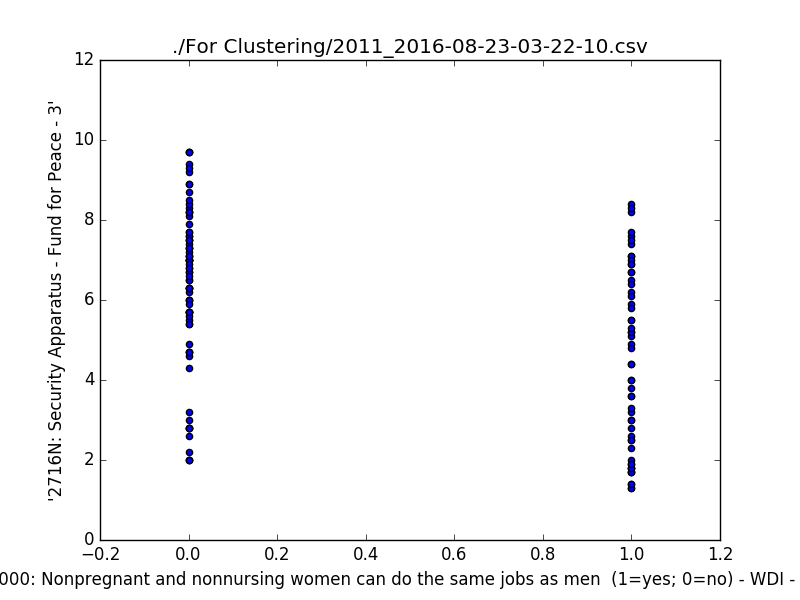 ./For Clustering/2011_2016-08-23-03-22-10.csv
12
10
8
6
4
2
0
'2716N: Security Apparatus - Fund for Peace - 3'
−0.2 0.0 0.2 0.4 0.6 0.8 1.0 1.2
000: Nonpregnant and nonnursing women can do the same jobs as men (1=yes; 0=no) - WDI -